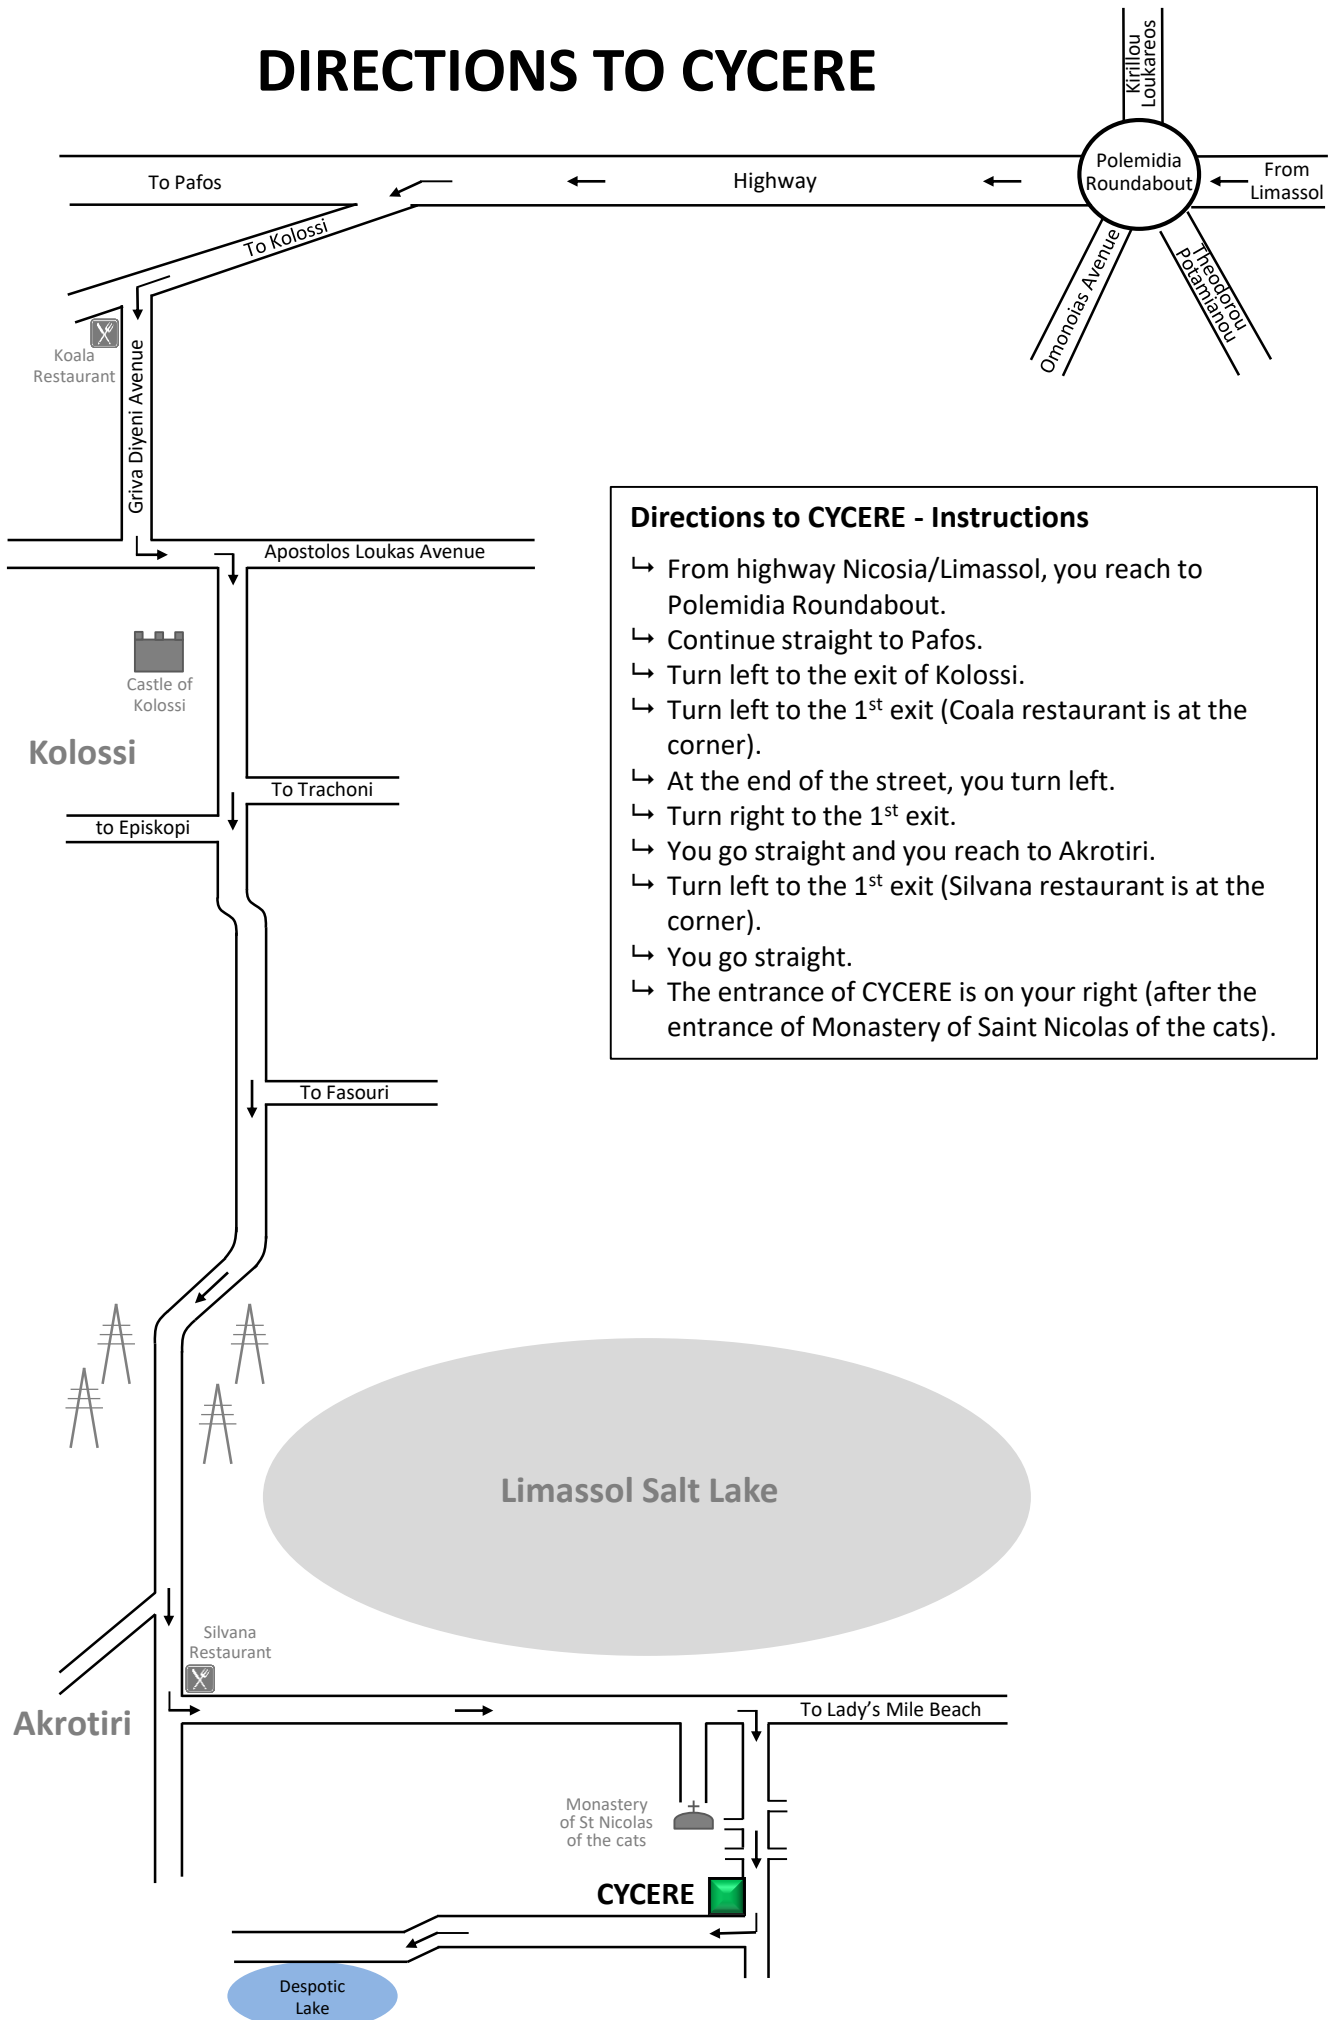 DIRECTIONS TO CYCERE
Kirillou
Loukareos
Polemidia
Roundabout
From
Limassol
Highway
To Pafos
To Kolossi
Omonoias Avenue
Theodorou
Potamianou
Koala
Restaurant
Griva Diyeni Avenue
Apostolos Loukas Avenue
Castle of
Kolossi
Kolossi
To Trachoni
to Episkopi
Directions to CYCERE - Instructions
↳ From highway Nicosia/Limassol, you reach to
Polemidia Roundabout.
↳ Continue straight to Pafos.
↳ Turn left to the exit of Kolossi.
↳ Turn left to the 1st exit (Coala restaurant is at the
corner).
↳ At the end of the street, you turn left.
↳ Turn right to the 1st exit.
↳ You go straight and you reach to Akrotiri.
↳ Turn left to the 1st exit (Silvana restaurant is at the
corner).
↳ You go straight.
↳ The entrance of CYCERE is on your right (after the
entrance of Monastery of Saint Nicolas of the cats).
To Fasouri
Limassol Salt Lake
Silvana
Restaurant
Akrotiri
To Lady’s Mile Beach
Monastery
of St Nicolas
of the cats
CYCERE
Despotic
Lake